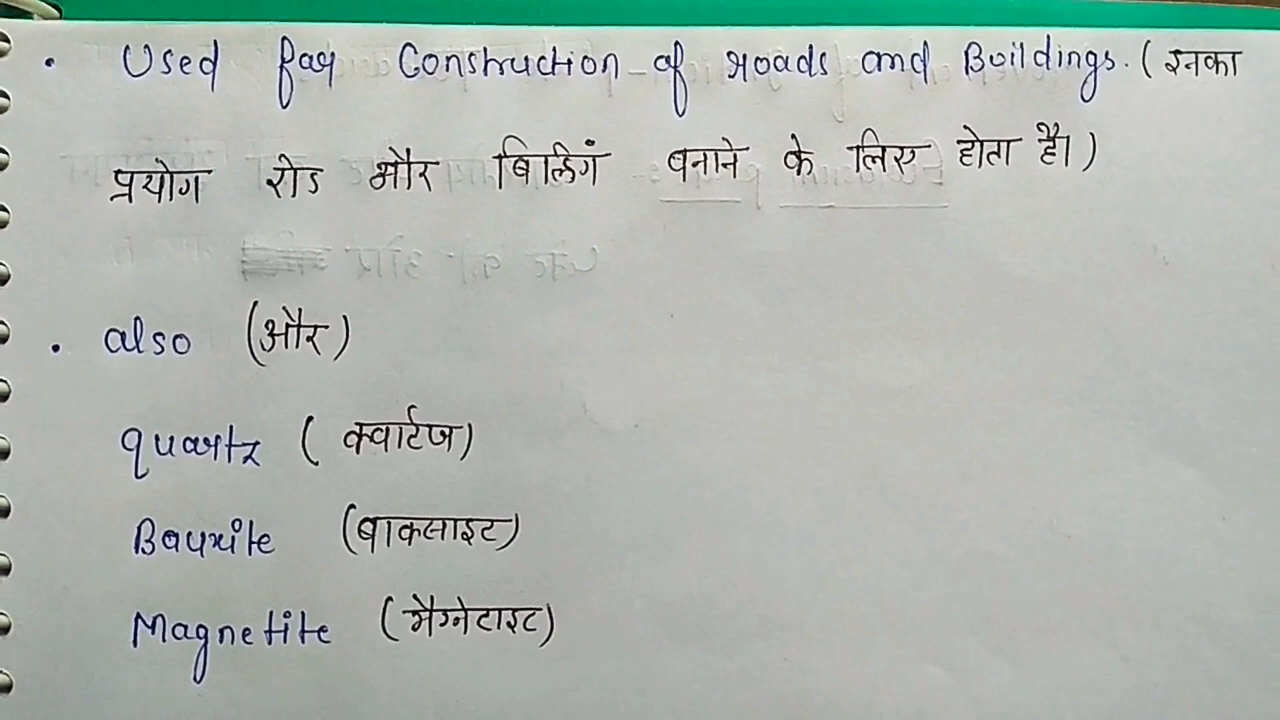 • Used for Construction of roads and Buildings. (इनका
प्रयोग रोड और बिलिगं बनाने के लिए होता है।)
• also (और)
quartz (क्वार्टज)
Bauxite (बाकसाइट)
Magnetite (मैग्नेटाइट)